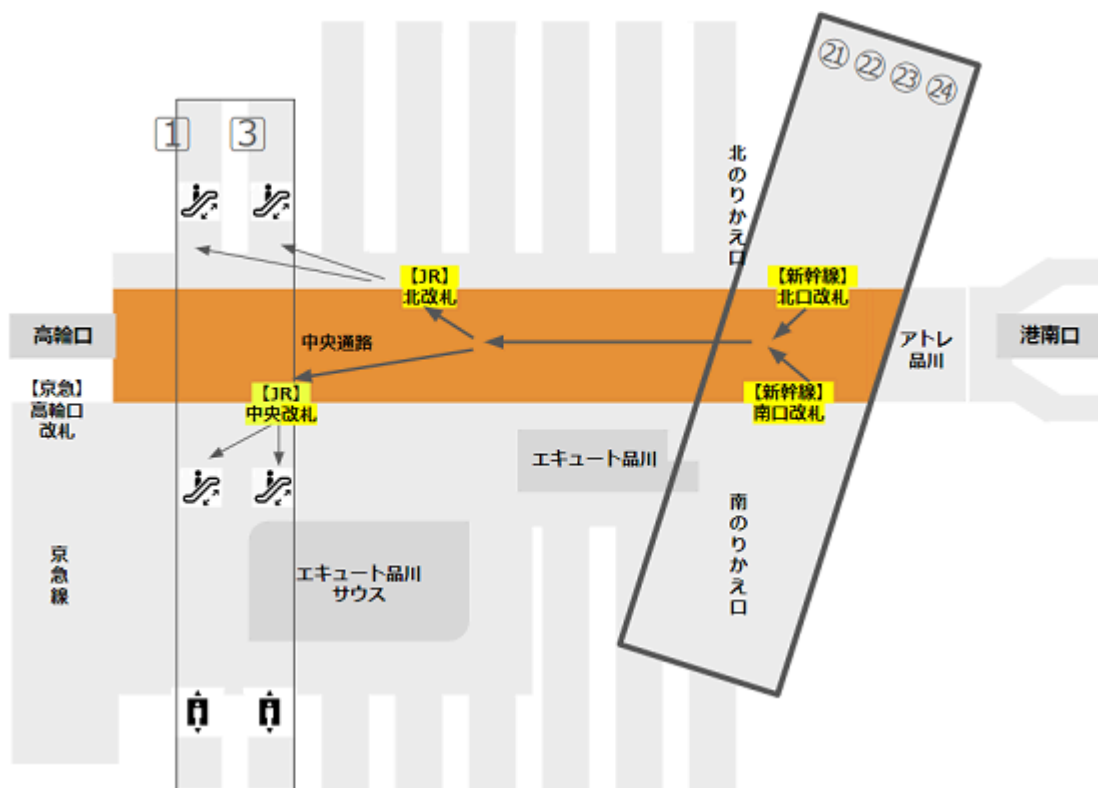 ㉑ ㉒ ㉓ ㉔
1 3
北のりかえ口
【JR】
北改札
【新幹線】
北口改札
高輪口
中央通路
アトレ
品川
港南口
【京急】
高輪口
改札
【JR】
中央改札
【新幹線】
南口改札
エキュート品川
南のりかえ口
京急線
エキュート品川
サウス